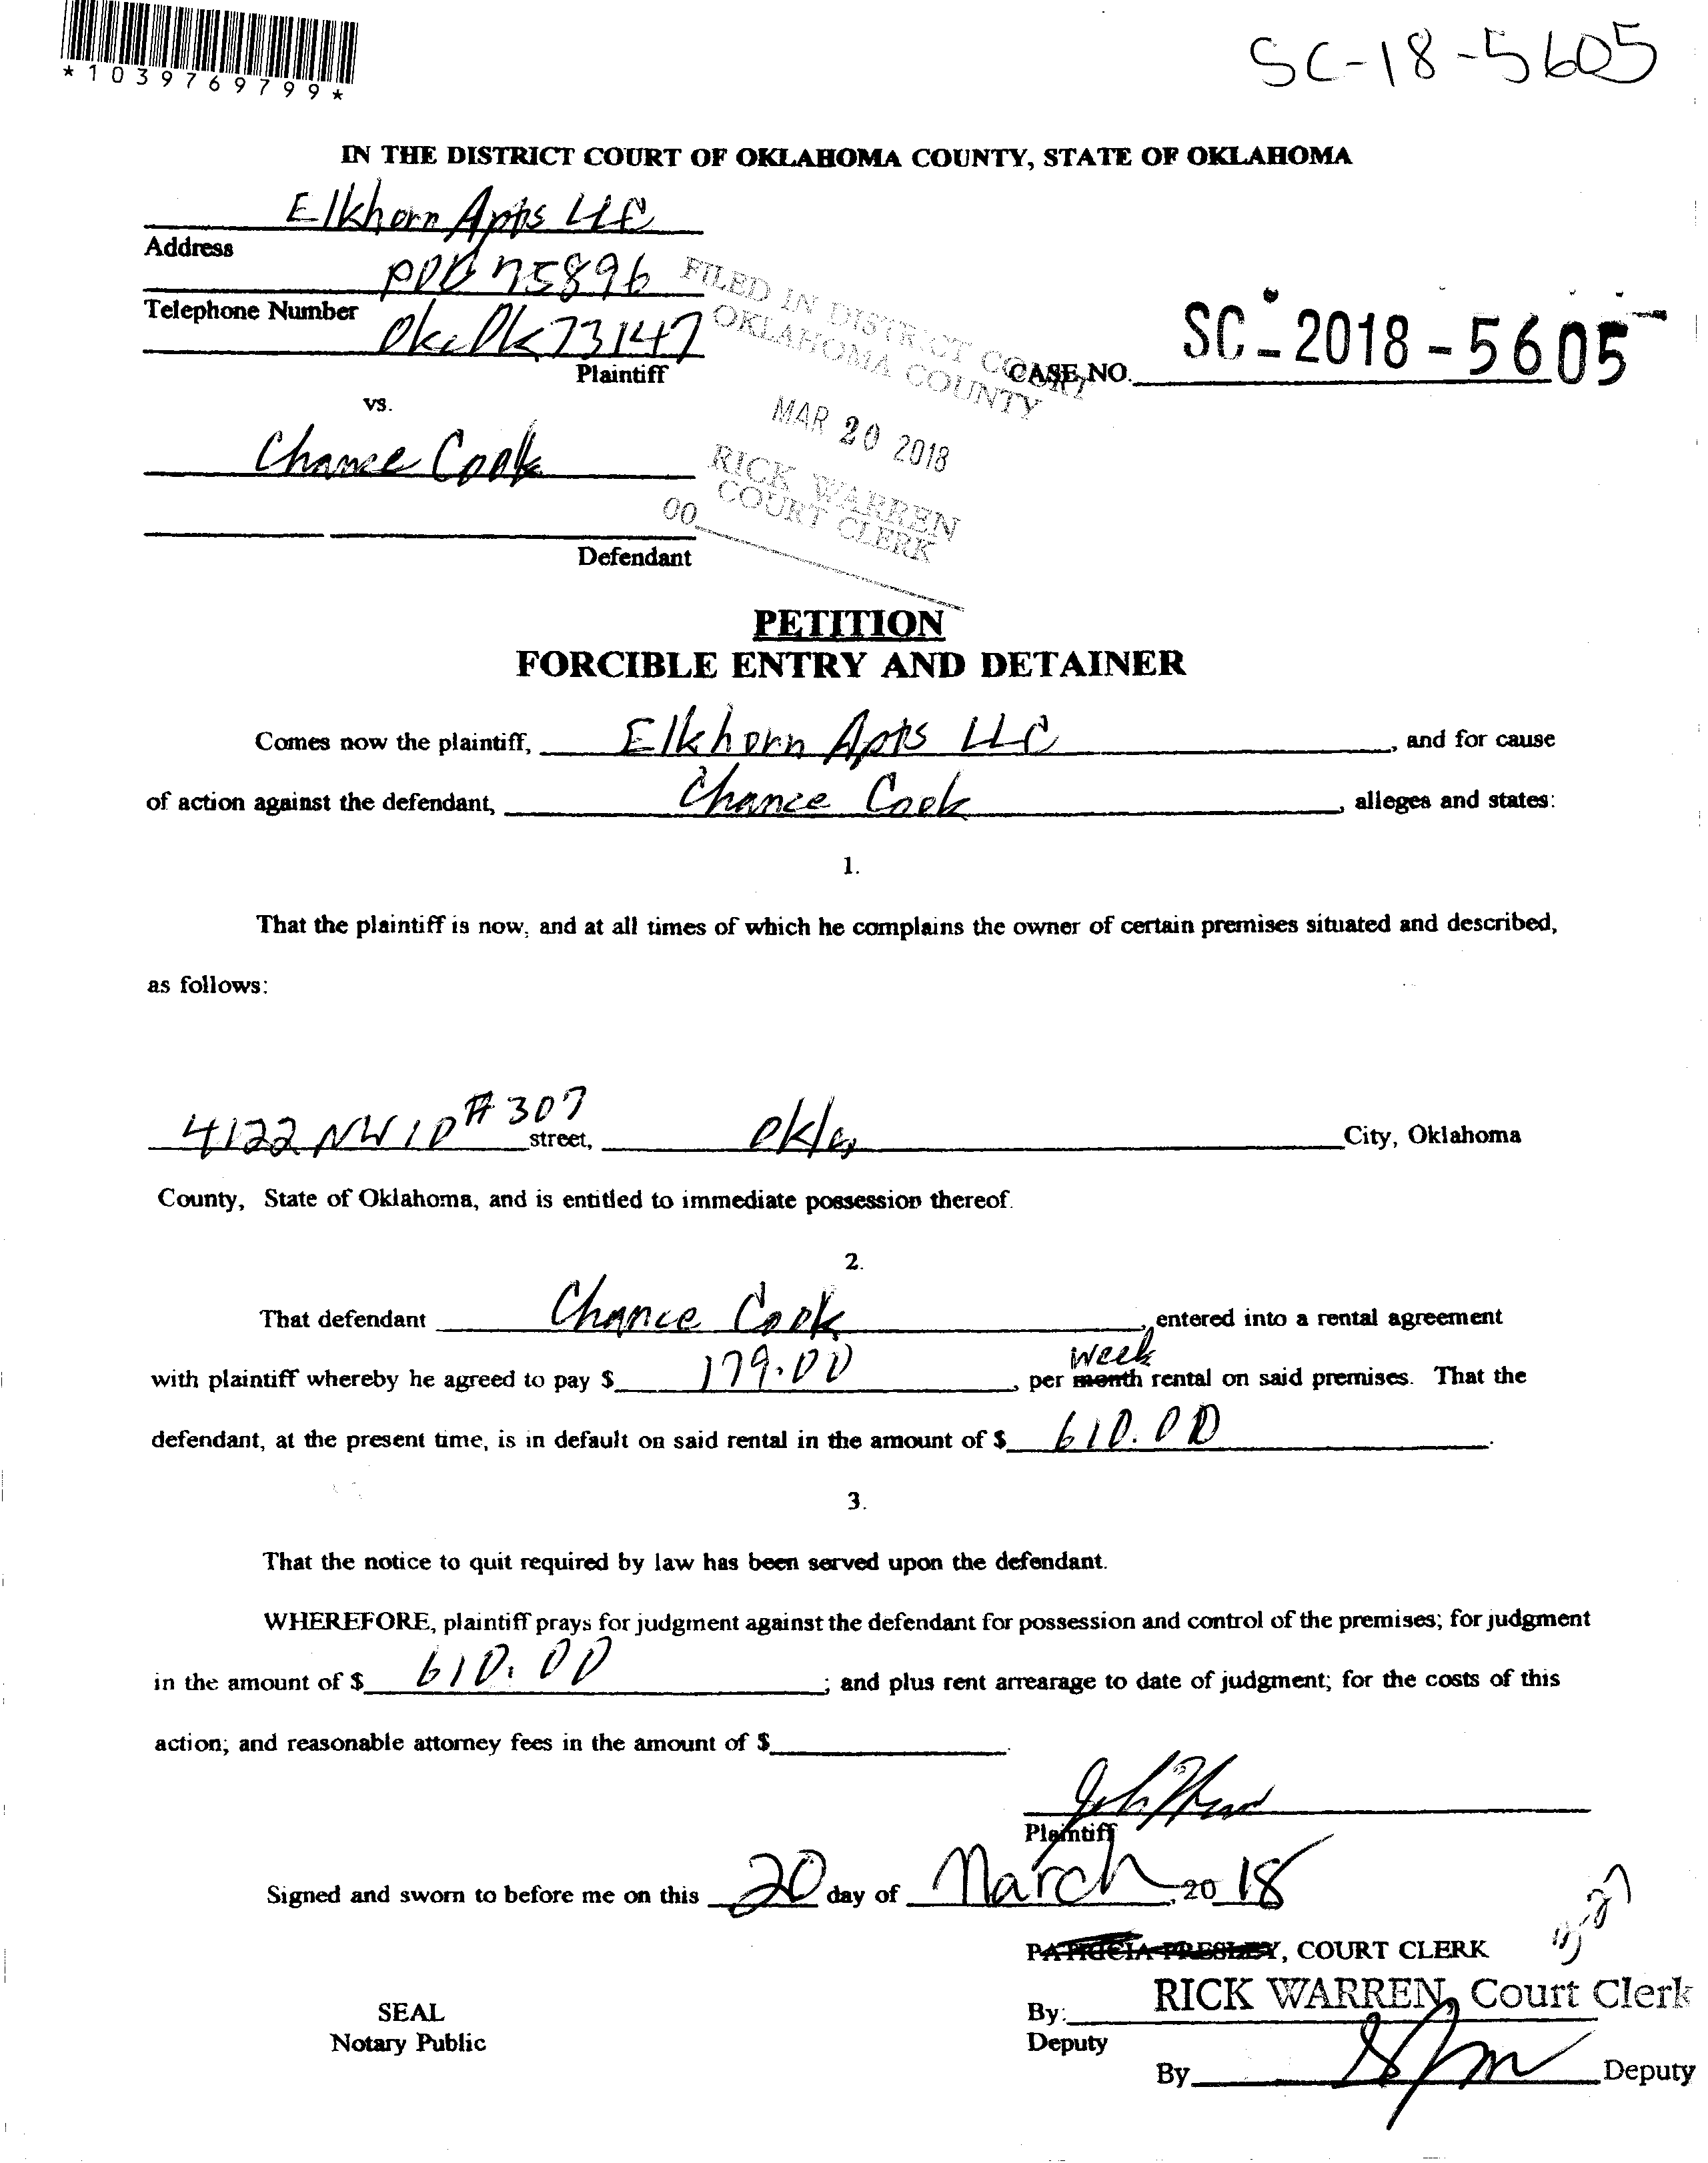 *1039769799*
SC-18-5605
IN THE DISTRICT COURT OF OKLAHOMA COUNTY, STATE OF OKLAHOMA
Elkhorn Apts LLC
Address
POB 75896
Telephone Number
Okc Ok 73147
Plaintiff
FILED IN DISTRICT COURT
OKLAHOMA COUNTY
CASE NO. SC-2018-5605
MAR 20 2018
RICK WARREN
COURT CLERK
00
vs.
Chance Cook
Defendant
PETITION
FORCIBLE ENTRY AND DETAINER
Comes now the plaintiff, Elkhorn Apts LLC, and for cause
of action against the defendant, Chance Cook, alleges and states:
1.
That the plaintiff is now, and at all times of which he complains the owner of certain premises situated and described,
as follows:
4122 NW 10 # 307 street, Okla City, Oklahoma
County, State of Oklahoma, and is entitled to immediate possession thereof.
2.
That defendant Chance Cook, entered into a rental agreement
week
with plaintiff whereby he agreed to pay $ 179.00, per month rental on said premises. That the
defendant, at the present time, is in default on said rental in the amount of $ 610.00.
3.
That the notice to quit required by law has been served upon the defendant.
WHEREFORE, plaintiff prays for judgment against the defendant for possession and control of the premises; for judgment
in the amount of $ 610.00; and plus rent arrearage to date of judgment; for the costs of this
action; and reasonable attorney fees in the amount of $ .
Plaintiff
Signed and sworn to before me on this 20 day of March, 20 18
PATRICIA PRESLEY, COURT CLERK
SEAL
Notary Public
By: RICK WARREN, Court Clerk
Deputy
By Deputy